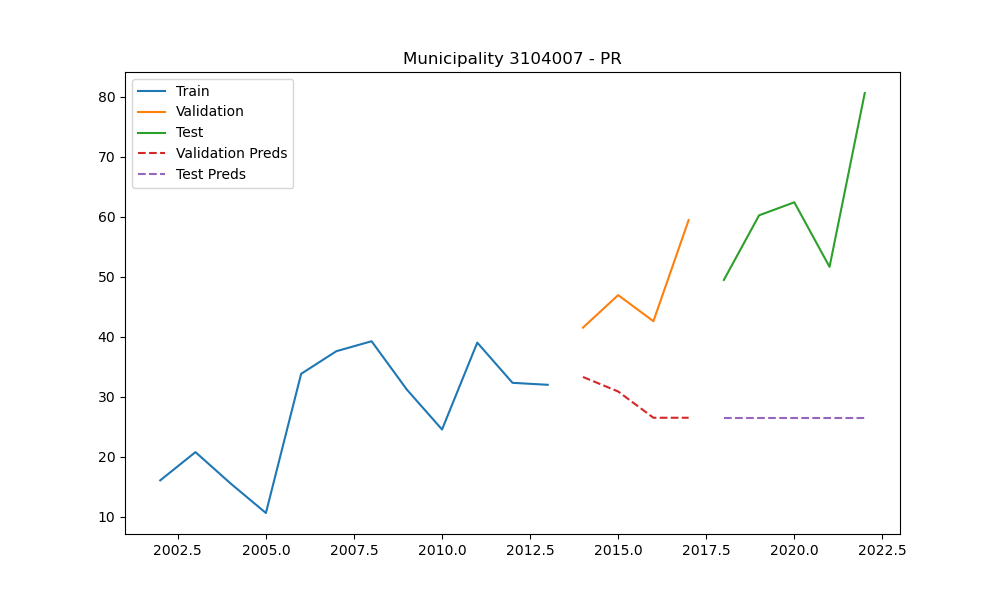 Municipality 3104007 - PR
Train
Validation
Test
Validation Preds
Test Preds
80
70
60
50
40
30
20
10
2002.5 2005.0 2007.5 2010.0 2012.5 2015.0 2017.5 2020.0 2022.5